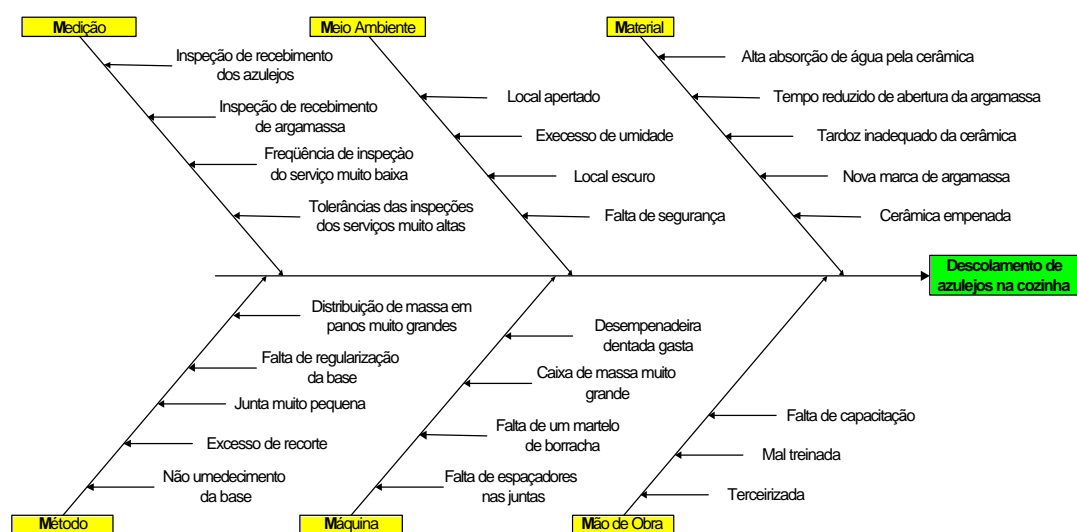 Medição
Inspeção de recebimento
dos azulejos
Inspeção de recebimento
de argamassa
Freqüência de inspeçào
do serviço muito baixa
Tolerâncias das inspeções
dos serviços muito altas
Meio Ambiente
Local apertado
Execesso de umidade
Local escuro
Falta de segurança
Material
Alta absorção de água pela cerâmica
Tempo reduzido de abertura da argamassa
Tardoz inadequado da cerâmica
Nova marca de argamassa
Cerâmica empenada
Descolamento de
azulejos na cozinha
Distribuição de massa em
panos muito grandes
Falta de regularização
da base
Junta muito pequena
Excesso de recorte
Não umedecimento
da base
Método
Desempenadeira
dentada gasta
Caixa de massa muito
grande
Falta de um martelo
de borracha
Falta de espaçadores
nas juntas
Máquina
Falta de capacitação
Mal treinada
Terceirizada
Mão de Obra